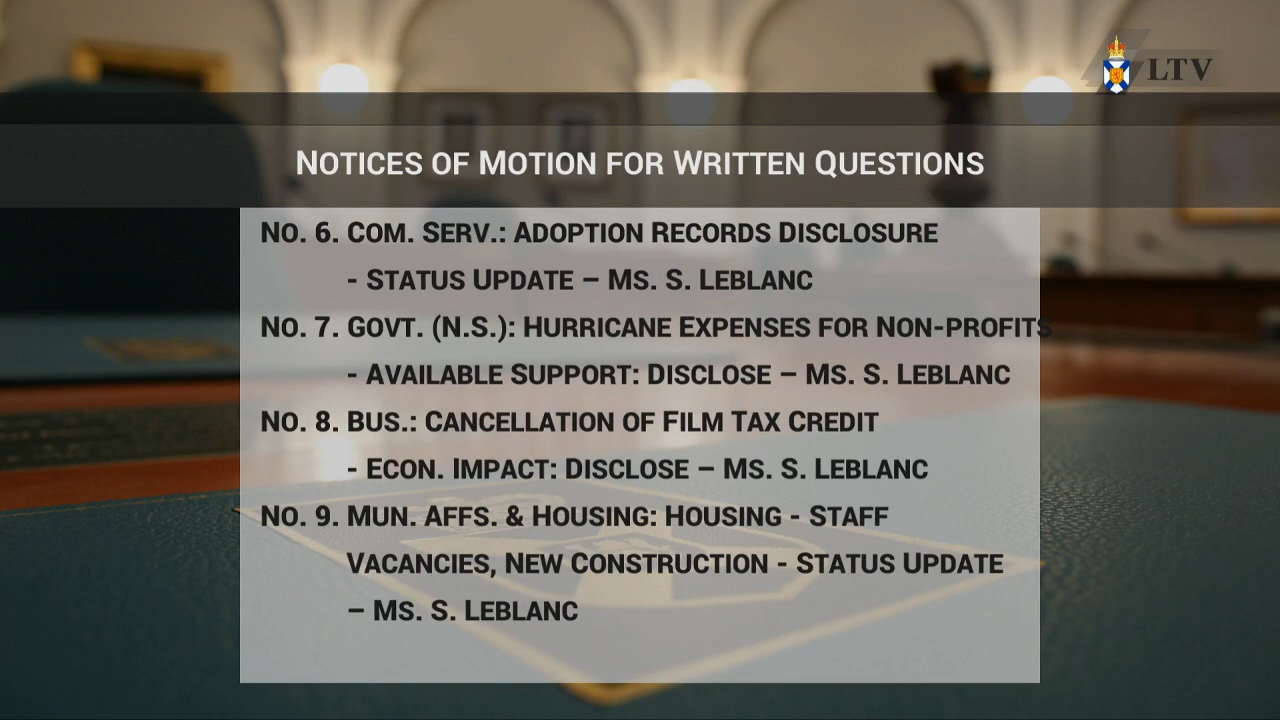 LTV
NOTICES OF MOTION FOR WRITTEN QUESTIONS
NO. 6. COM. SERV.: ADOPTION RECORDS DISCLOSURE
- STATUS UPDATE – MS. S. LEBLANC
NO. 7. GOVT. (N.S.): HURRICANE EXPENSES FOR NON-PROFITS
- AVAILABLE SUPPORT: DISCLOSE – MS. S. LEBLANC
NO. 8. BUS.: CANCELLATION OF FILM TAX CREDIT
- ECON. IMPACT: DISCLOSE – MS. S. LEBLANC
NO. 9. MUN. AFFS. & HOUSING: HOUSING - STAFF
VACANCIES, NEW CONSTRUCTION - STATUS UPDATE
– MS. S. LEBLANC